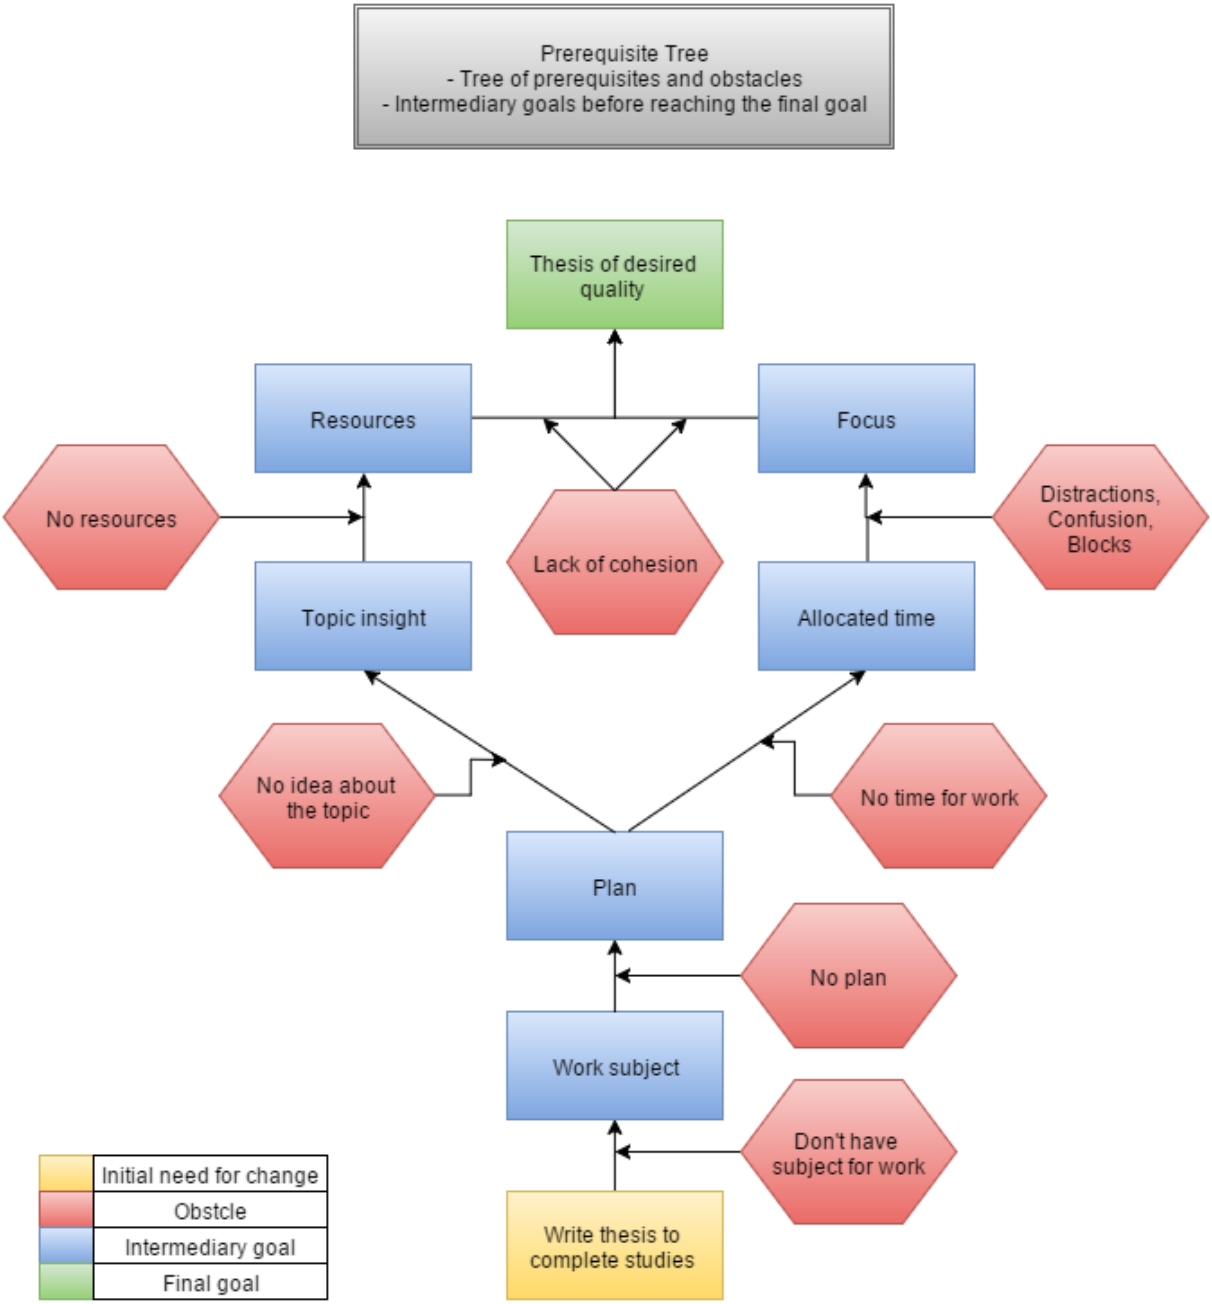 Prerequisite Tree
- Tree of prerequisites and obstacles
- Intermediary goals before reaching the final goal
Thesis of desired
quality
Resources
Focus
No resources
Lack of cohesion
Distractions,
Confusion,
Blocks
Topic insight
Allocated time
No idea about
the topic
No time for work
Plan
No plan
Work subject
Don't have
subject for work
Write thesis to
complete studies
Initial need for change
Obstcle
Intermediary goal
Final goal